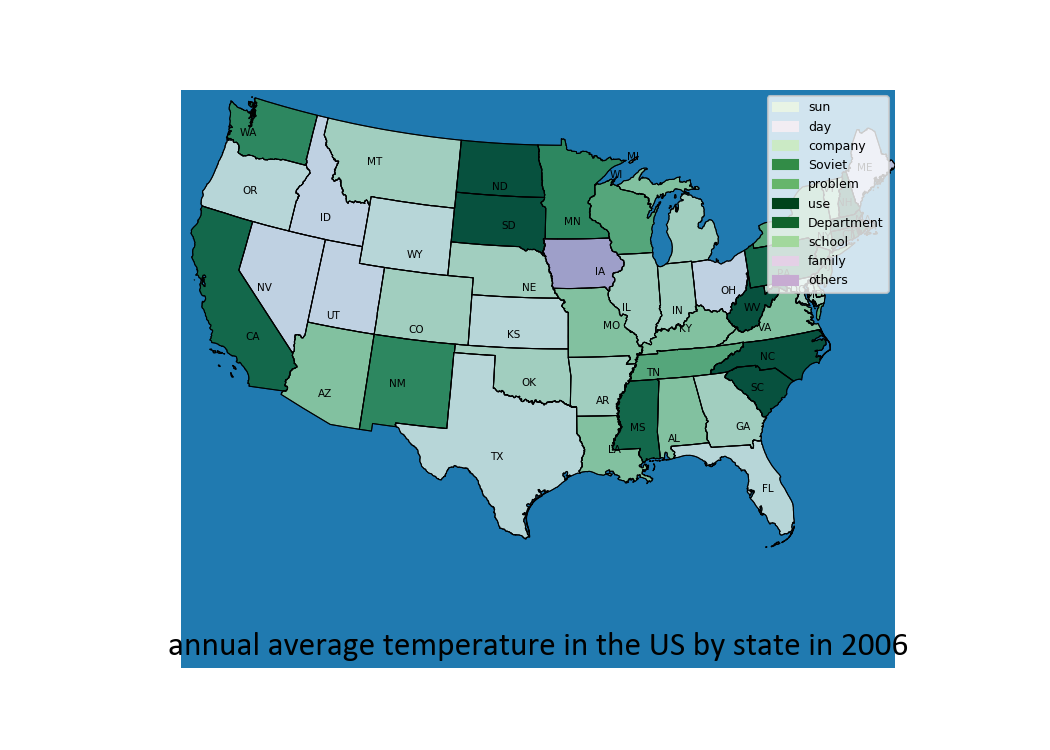 WA
MT
ND
MN
MI
WI
OR
ID
SD
WY
IA
NE
NV
UT
CO
KS
MO
IL
IN
OH
WV
KY
VA
CA
AZ
NM
OK
AR
TN
NC
SC
MS
AL
GA
LA
TX
FL
ME
sun
day
company
Soviet
problem
use
Department
school
family
others
annual average temperature in the US by state in 2006